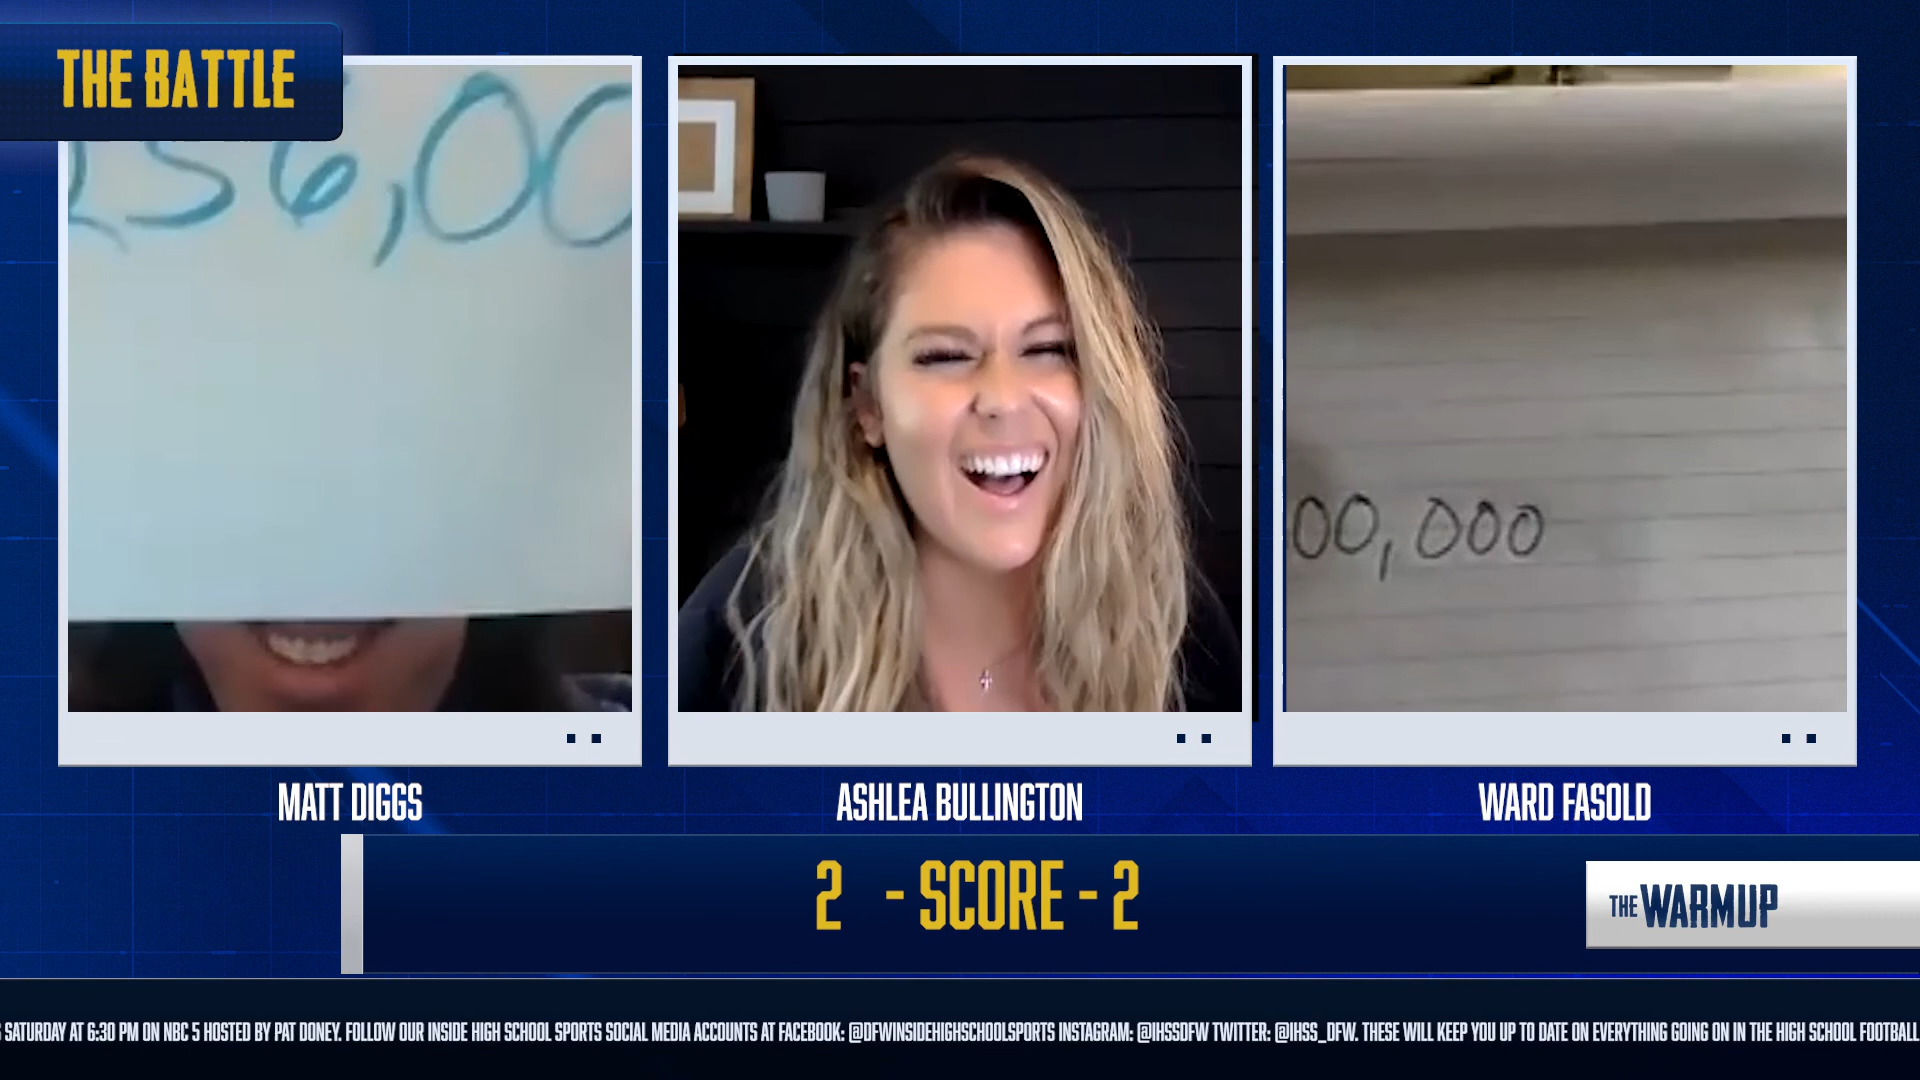 THE BATTLE
256,00
00,000
MATT DIGGS
ASHLEA BULLINGTON
WARD FASOLD
2 - SCORE - 2
THE WARMUP
SATURDAY AT 6:30 PM ON NBC 5 HOSTED BY PAT DONEY. FOLLOW OUR INSIDE HIGH SCHOOL SPORTS SOCIAL MEDIA ACCOUNTS AT FACEBOOK: @DFWINSIDEHIGHSCHOOLSPORTS INSTAGRAM: @IHSSDFW TWITTER: @IHSS_DFW. THESE WILL KEEP YOU UP TO DATE ON EVERYTHING GOING ON IN THE HIGH SCHOOL FOOTBALL